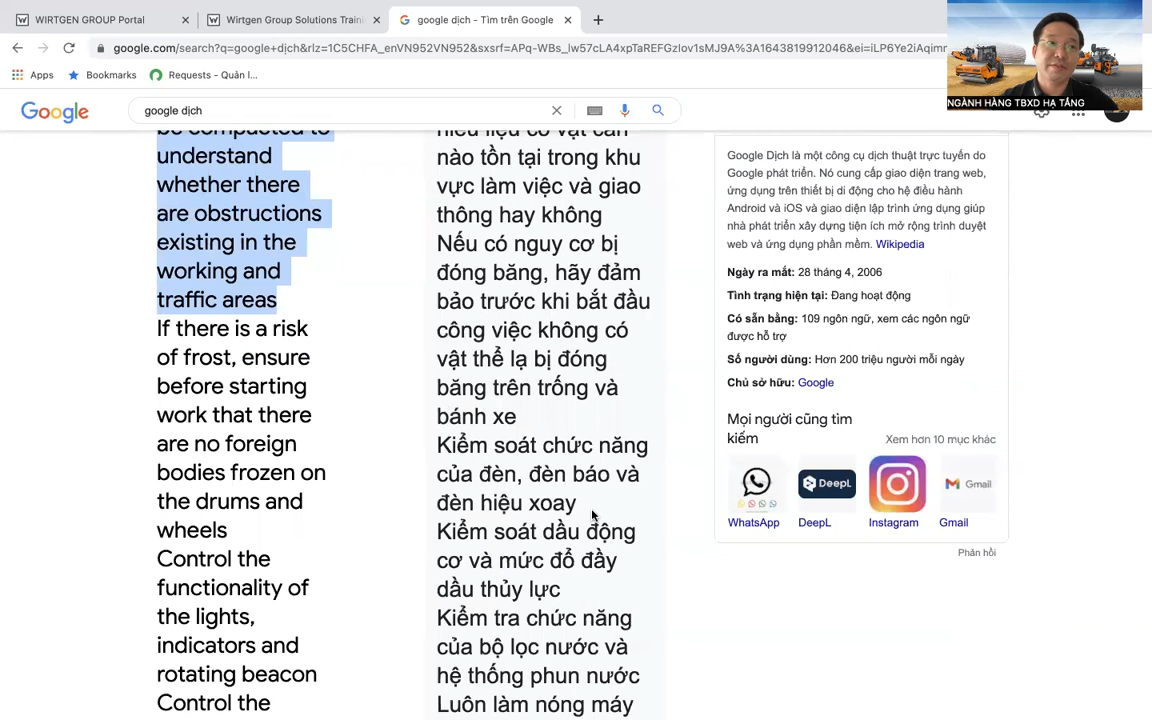 WIRTGEN GROUP Portal
Wirtgen Group Solutions Traini
google dịch - Tìm trên Google
google.com/search?q=google+dịch&rlz=1C5CHFA_enVN952VN952&sxsrf=APq-WBs_lw57cLA4xpTaREFGzlov1sMJ9A%3A1643819912046&ei=iLP6Ye2iAqimr
Apps
Bookmarks
Requests - Quản l...
NGÀNH HÀNG TBXD HẠ TẦNG
Google
google dịch
be compacted to
understand
whether there
are obstructions
existing in the
working and
traffic areas
If there is a risk
of frost, ensure
before starting
work that there
are no foreign
bodies frozen on
the drums and
wheels
Control the
functionality of
the lights,
indicators and
rotating beacon
Control the
hiểu liệu có vật cản
nào tồn tại trong khu
vực làm việc và giao
thông hay không
Nếu có nguy cơ bị
đóng băng, hãy đảm
bảo trước khi bắt đầu
công việc không có
vật thể lạ bị đóng
băng trên trống và
bánh xe
Kiểm soát chức năng
của đèn, đèn báo và
đèn hiệu xoay
Kiểm soát dầu động
cơ và mức đổ đầy
dầu thủy lực
Kiểm tra chức năng
của bộ lọc nước và
hệ thống phun nước
Luôn làm nóng máy
Google Dịch là một công cụ dịch thuật trực tuyến do
Google phát triển. Nó cung cấp giao diện trang web,
ứng dụng trên thiết bị di động cho hệ điều hành
Android và iOS và giao diện lập trình ứng dụng giúp
nhà phát triển xây dựng tiện ích mở rộng trình duyệt
web và ứng dụng phần mềm. Wikipedia
Ngày ra mắt: 28 tháng 4, 2006
Tình trạng hiện tại: Đang hoạt động
Có sẵn bằng: 109 ngôn ngữ, xem các ngôn ngữ
được hỗ trợ
Số người dùng: Hơn 200 triệu người mỗi ngày
Chủ sở hữu: Google
Mọi người cũng tìm
kiếm
Xem hơn 10 mục khác
DeepL
Gmail
WhatsApp
DeepL
Instagram
Gmail
Phản hồi